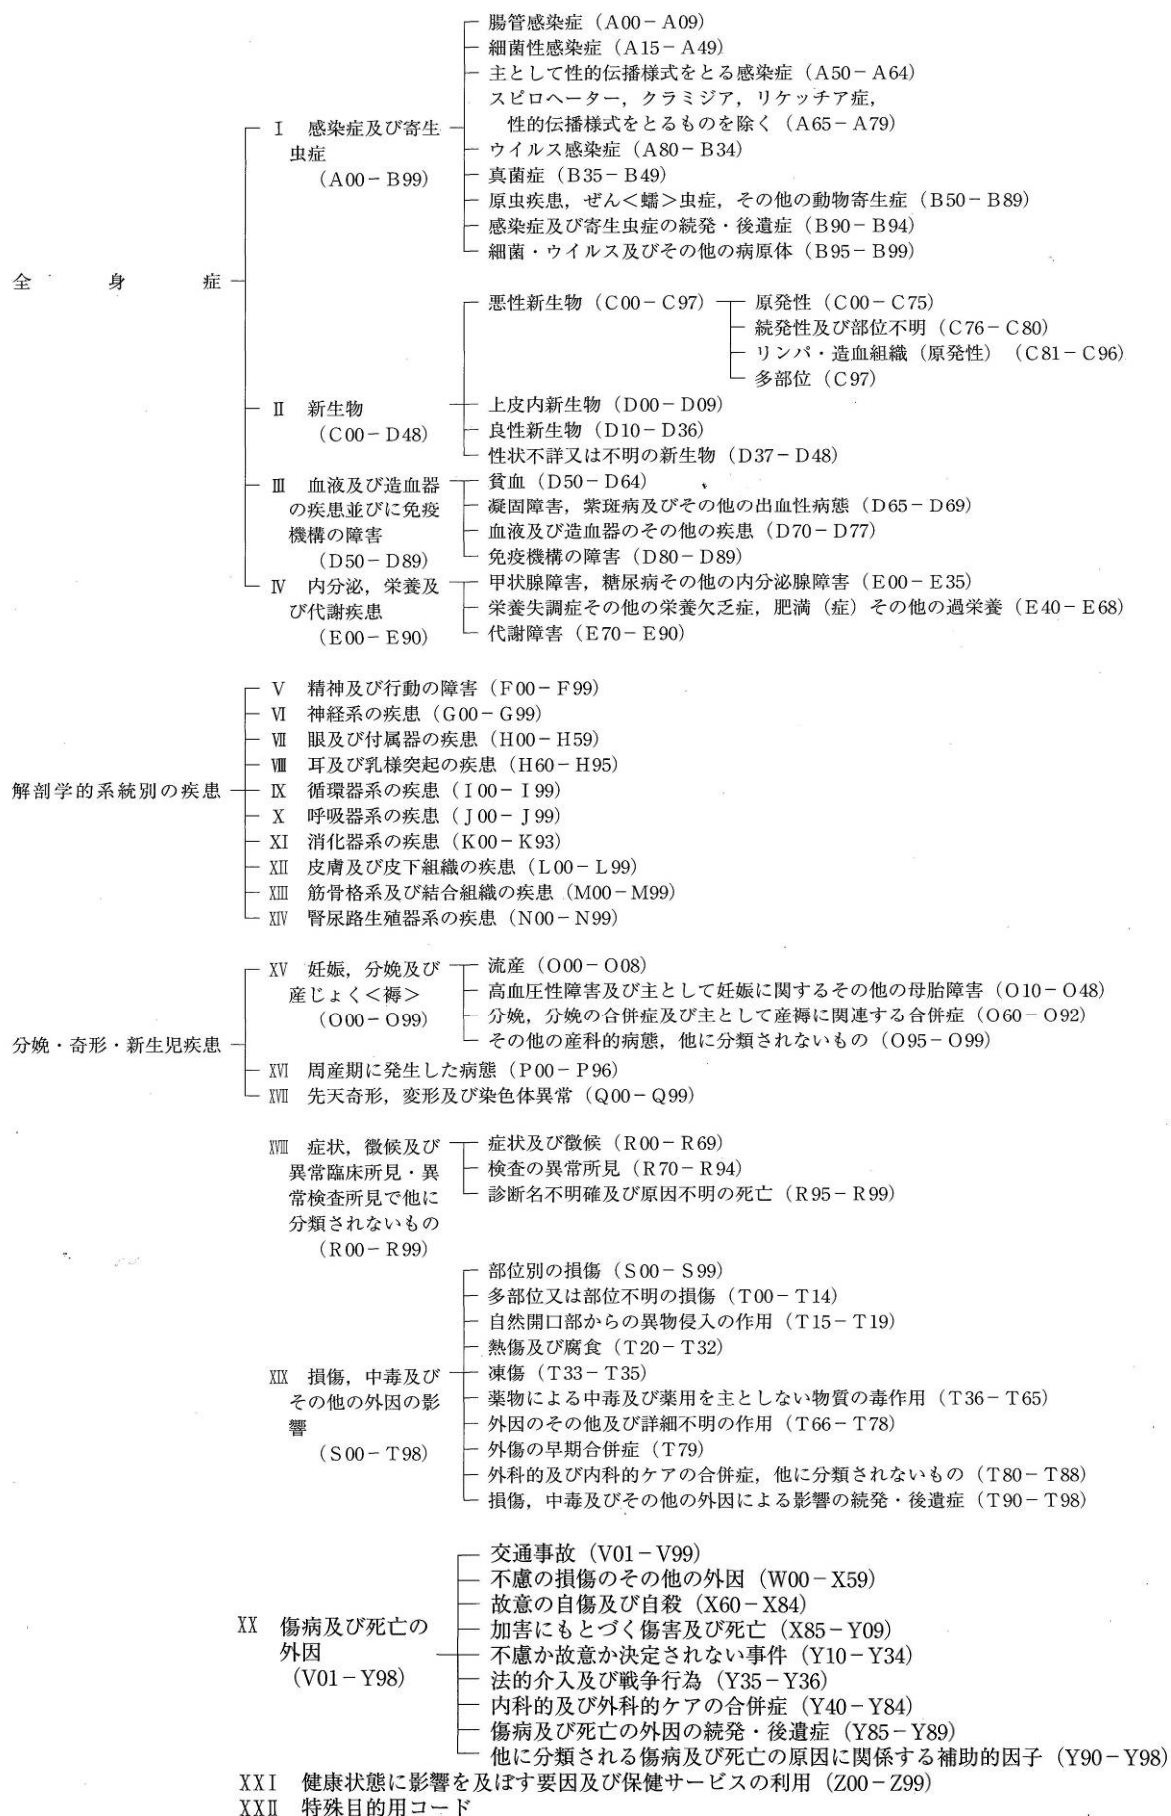 全身症
Ⅰ 感染症及び寄生
虫症
(A00-B99)
腸管感染症（A00-A09）
細菌性感染症（A15-A49）
主として性的伝播様式をとる感染症（A50-A64）
スピロヘーター，クラミジア，リケッチア症，
性的伝播様式をとるものを除く（A65-A79）
ウイルス感染症（A80-B34）
真菌症（B35-B49）
原虫疾患，ぜん＜蠕＞虫症，その他の動物寄生症（B50-B89）
感染症及び寄生虫症の続発・後遺症（B90-B94）
細菌・ウイルス及びその他の病原体（B95-B99）
Ⅱ 新生物
（C00-D48）
悪性新生物（C00-C97）
原発性（C00-C75）
続発性及び部位不明（C76-C80）
リンパ・造血組織（原発性）（C81-C96）
多部位（C97）
上皮内新生物（D00-D09）
良性新生物（D10-D36）
性状不詳又は不明の新生物（D37-D48）
Ⅲ 血液及び造血器
の疾患並びに免疫
機構の障害
（D50-D89）
貧血（D50-D64）
凝固障害，紫斑病及びその他の出血性病態（D65-D69）
血液及び造血器のその他の疾患（D70-D77）
免疫機構の障害（D80-D89）
Ⅳ 内分泌，栄養及
び代謝疾患
（E00-E90）
甲状腺障害，糖尿病その他の内分泌腺障害（E00-E35）
栄養失調症その他の栄養欠乏症，肥満（症）その他の過栄養（E40-E68）
代謝障害（E70-E90）
解剖学的系統別の疾患
Ⅴ 精神及び行動の障害（F00-F99）
Ⅵ 神経系の疾患（G00-G99）
Ⅶ 眼及び付属器の疾患（H00-H59）
Ⅷ 耳及び乳様突起の疾患（H60-H95）
Ⅸ 循環器系の疾患（I00-I99）
Ⅹ 呼吸器系の疾患（J00-J99）
XI 消化器系の疾患（K00-K93）
XII 皮膚及び皮下組織の疾患（L00-L99）
XIII 筋骨格系及び結合組織の疾患（M00-M99）
XIV 腎尿路生殖器系の疾患（N00-N99）
分娩・奇形・新生児疾患
XV 妊娠，分娩及び
産じょく＜褥＞
（O00-O99）
流産（O00-O08）
高血圧性障害及び主として妊娠に関するその他の母胎障害（O10-O48）
分娩，分娩の合併症及び主として産褥に関連する合併症（O60-O92）
その他の産科的病態，他に分類されないもの（O95-O99）
XVI 周産期に発生した病態（P00-P96）
XVII 先天奇形，変形及び染色体異常（Q00-Q99）
XVIII 症状，徴候及び
異常臨床所見・異
常検査所見で他に
分類されないもの
（R00-R99）
症状及び徴候（R00-R69）
検査の異常所見（R70-R94）
診断名不明確及び原因不明の死亡（R95-R99）
XIX 損傷，中毒及び
その他の外因の影
響
（S00-T98）
部位別の損傷（S00-S99）
多部位又は部位不明の損傷（T00-T14）
自然開口部からの異物侵入の作用（T15-T19）
熱傷及び腐食（T20-T32）
凍傷（T33-T35）
薬物による中毒及び薬用を主としない物質の毒作用（T36-T65）
外因のその他及び詳細不明の作用（T66-T78）
外傷の早期合併症（T79）
外科的及び内科的ケアの合併症，他に分類されないもの（T80-T88）
損傷，中毒及びその他の外因による影響の続発・後遺症（T90-T98）
XX 傷病及び死亡の
外因
（V01-Y98）
交通事故（V01-V99）
不慮の損傷のその他の外因（W00-X59）
故意の自傷及び自殺（X60-X84）
加害にもとづく傷害及び死亡（X85-Y09）
不慮か故意か決定されない事件（Y10-Y34）
法的介入及び戦争行為（Y35-Y36）
内科的及び外科的ケアの合併症（Y40-Y84）
傷病及び死亡の外因の続発・後遺症（Y85-Y89）
他に分類される傷病及び死亡の原因に関係する補助的因子（Y90-Y98）
XXI 健康状態に影響を及ぼす要因及び保健サービスの利用（Z00-Z99）
XXII 特殊目的用コード